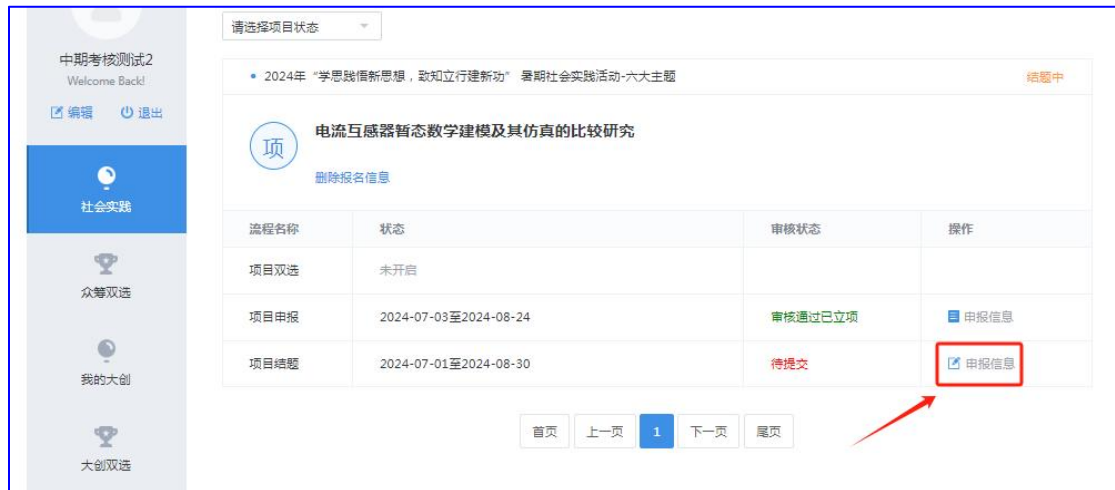 请选择项目状态
中期考核测试2
Welcome Back!
编辑 退出
社会实践
众筹双选
我的大创
大创双选
2024年“学思践悟新思想，致知立行建新功”暑期社会实践活动-六大主题 结题中
项
电流互感器暂态数学建模及其仿真的比较研究
删除报名信息
流程名称 状态 审核状态 操作
项目双选 未开启
项目申报 2024-07-03至2024-08-24 审核通过已立项 申报信息
项目结题 2024-07-01至2024-08-30 待提交 申报信息
首页 上一页 1 下一页 尾页